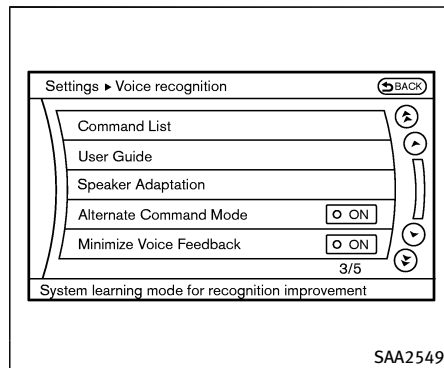 Settings ▸ Voice recognition
BACK
Command List
User Guide
Speaker Adaptation
Alternate Command Mode
ON
Minimize Voice Feedback
ON
3/5
System learning mode for recognition improvement
SAA2549